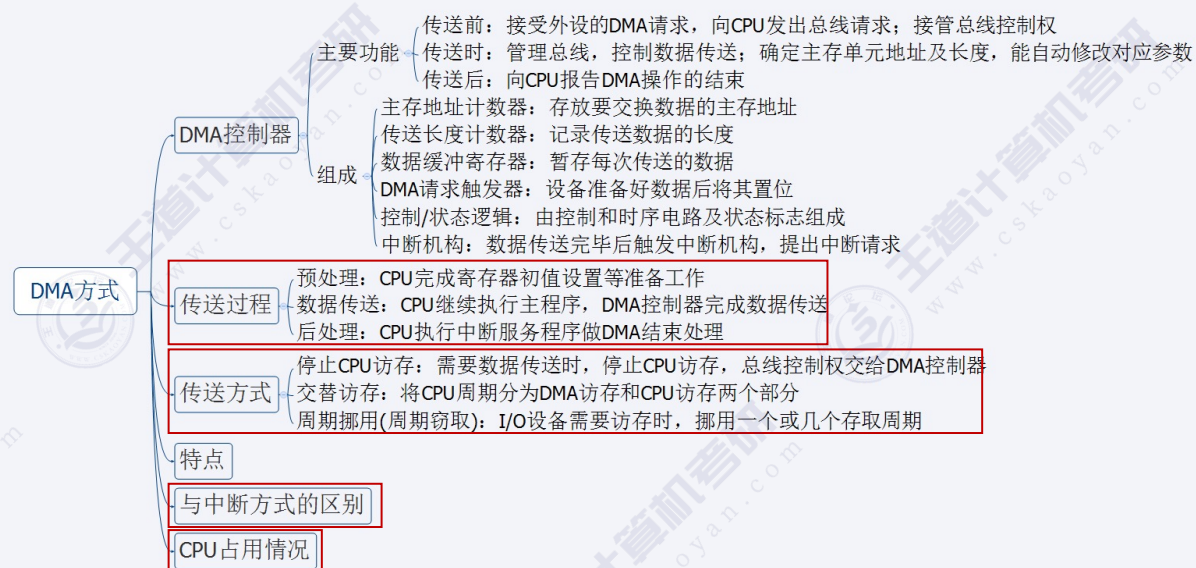 传送前：接受外设的DMA请求，向CPU发出总线请求；接管总线控制权
主要功能
传送时：管理总线，控制数据传送；确定主存单元地址及长度，能自动修改对应参数
传送后：向CPU报告DMA操作的结束
DMA控制器
主存地址计数器：存放要交换数据的主存地址
传送长度计数器：记录传送数据的长度
数据缓冲寄存器：暂存每次传送的数据
组成
DMA请求触发器：设备准备好数据后将其置位
控制/状态逻辑：由控制和时序电路及状态标志组成
中断机构：数据传送完毕后触发中断机构，提出中断请求
DMA方式
传送过程
预处理：CPU完成寄存器初值设置等准备工作
数据传送：CPU继续执行主程序，DMA控制器完成数据传送
后处理：CPU执行中断服务程序做DMA结束处理
传送方式
停止CPU访存：需要数据传送时，停止CPU访存，总线控制权交给DMA控制器
交替访存：将CPU周期分为DMA访存和CPU访存两个部分
周期挪用(周期窃取)：I/O设备需要访存时，挪用一个或几个存取周期
特点
与中断方式的区别
CPU占用情况
王道计算机考研
www.cskaoyan.com